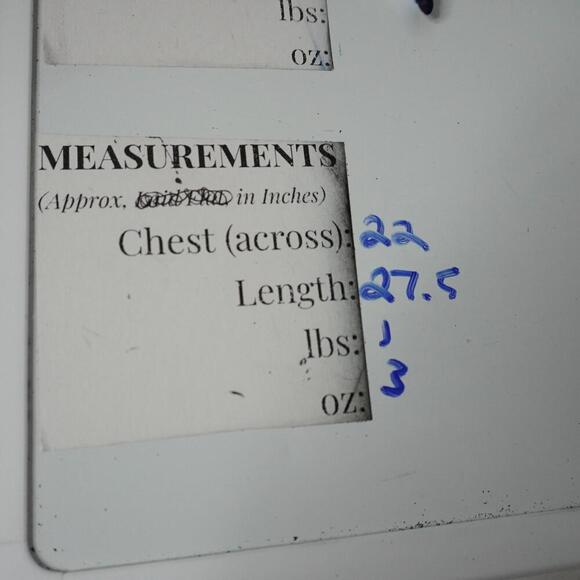 lbs:
oz:
MEASUREMENTS
(Approx, in Inches)
Chest (across): 22
Length: 27.5
lbs: 1
oz: 3